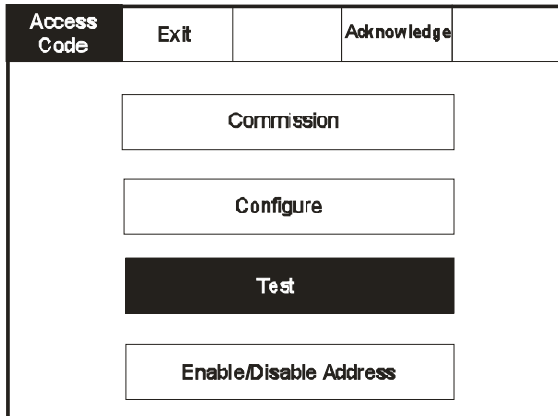 Access
Code
Exit
Acknowledge
Commission
Configure
Test
Enable/Disable Address